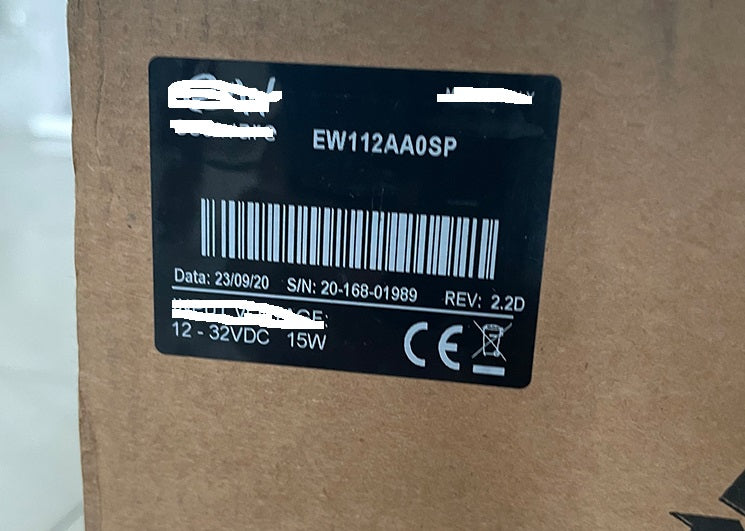 EW112AA0SP
Data: 23/09/20 S/N: 20-168-01989 REV: 2.2D
12 - 32VDC 15W
CE